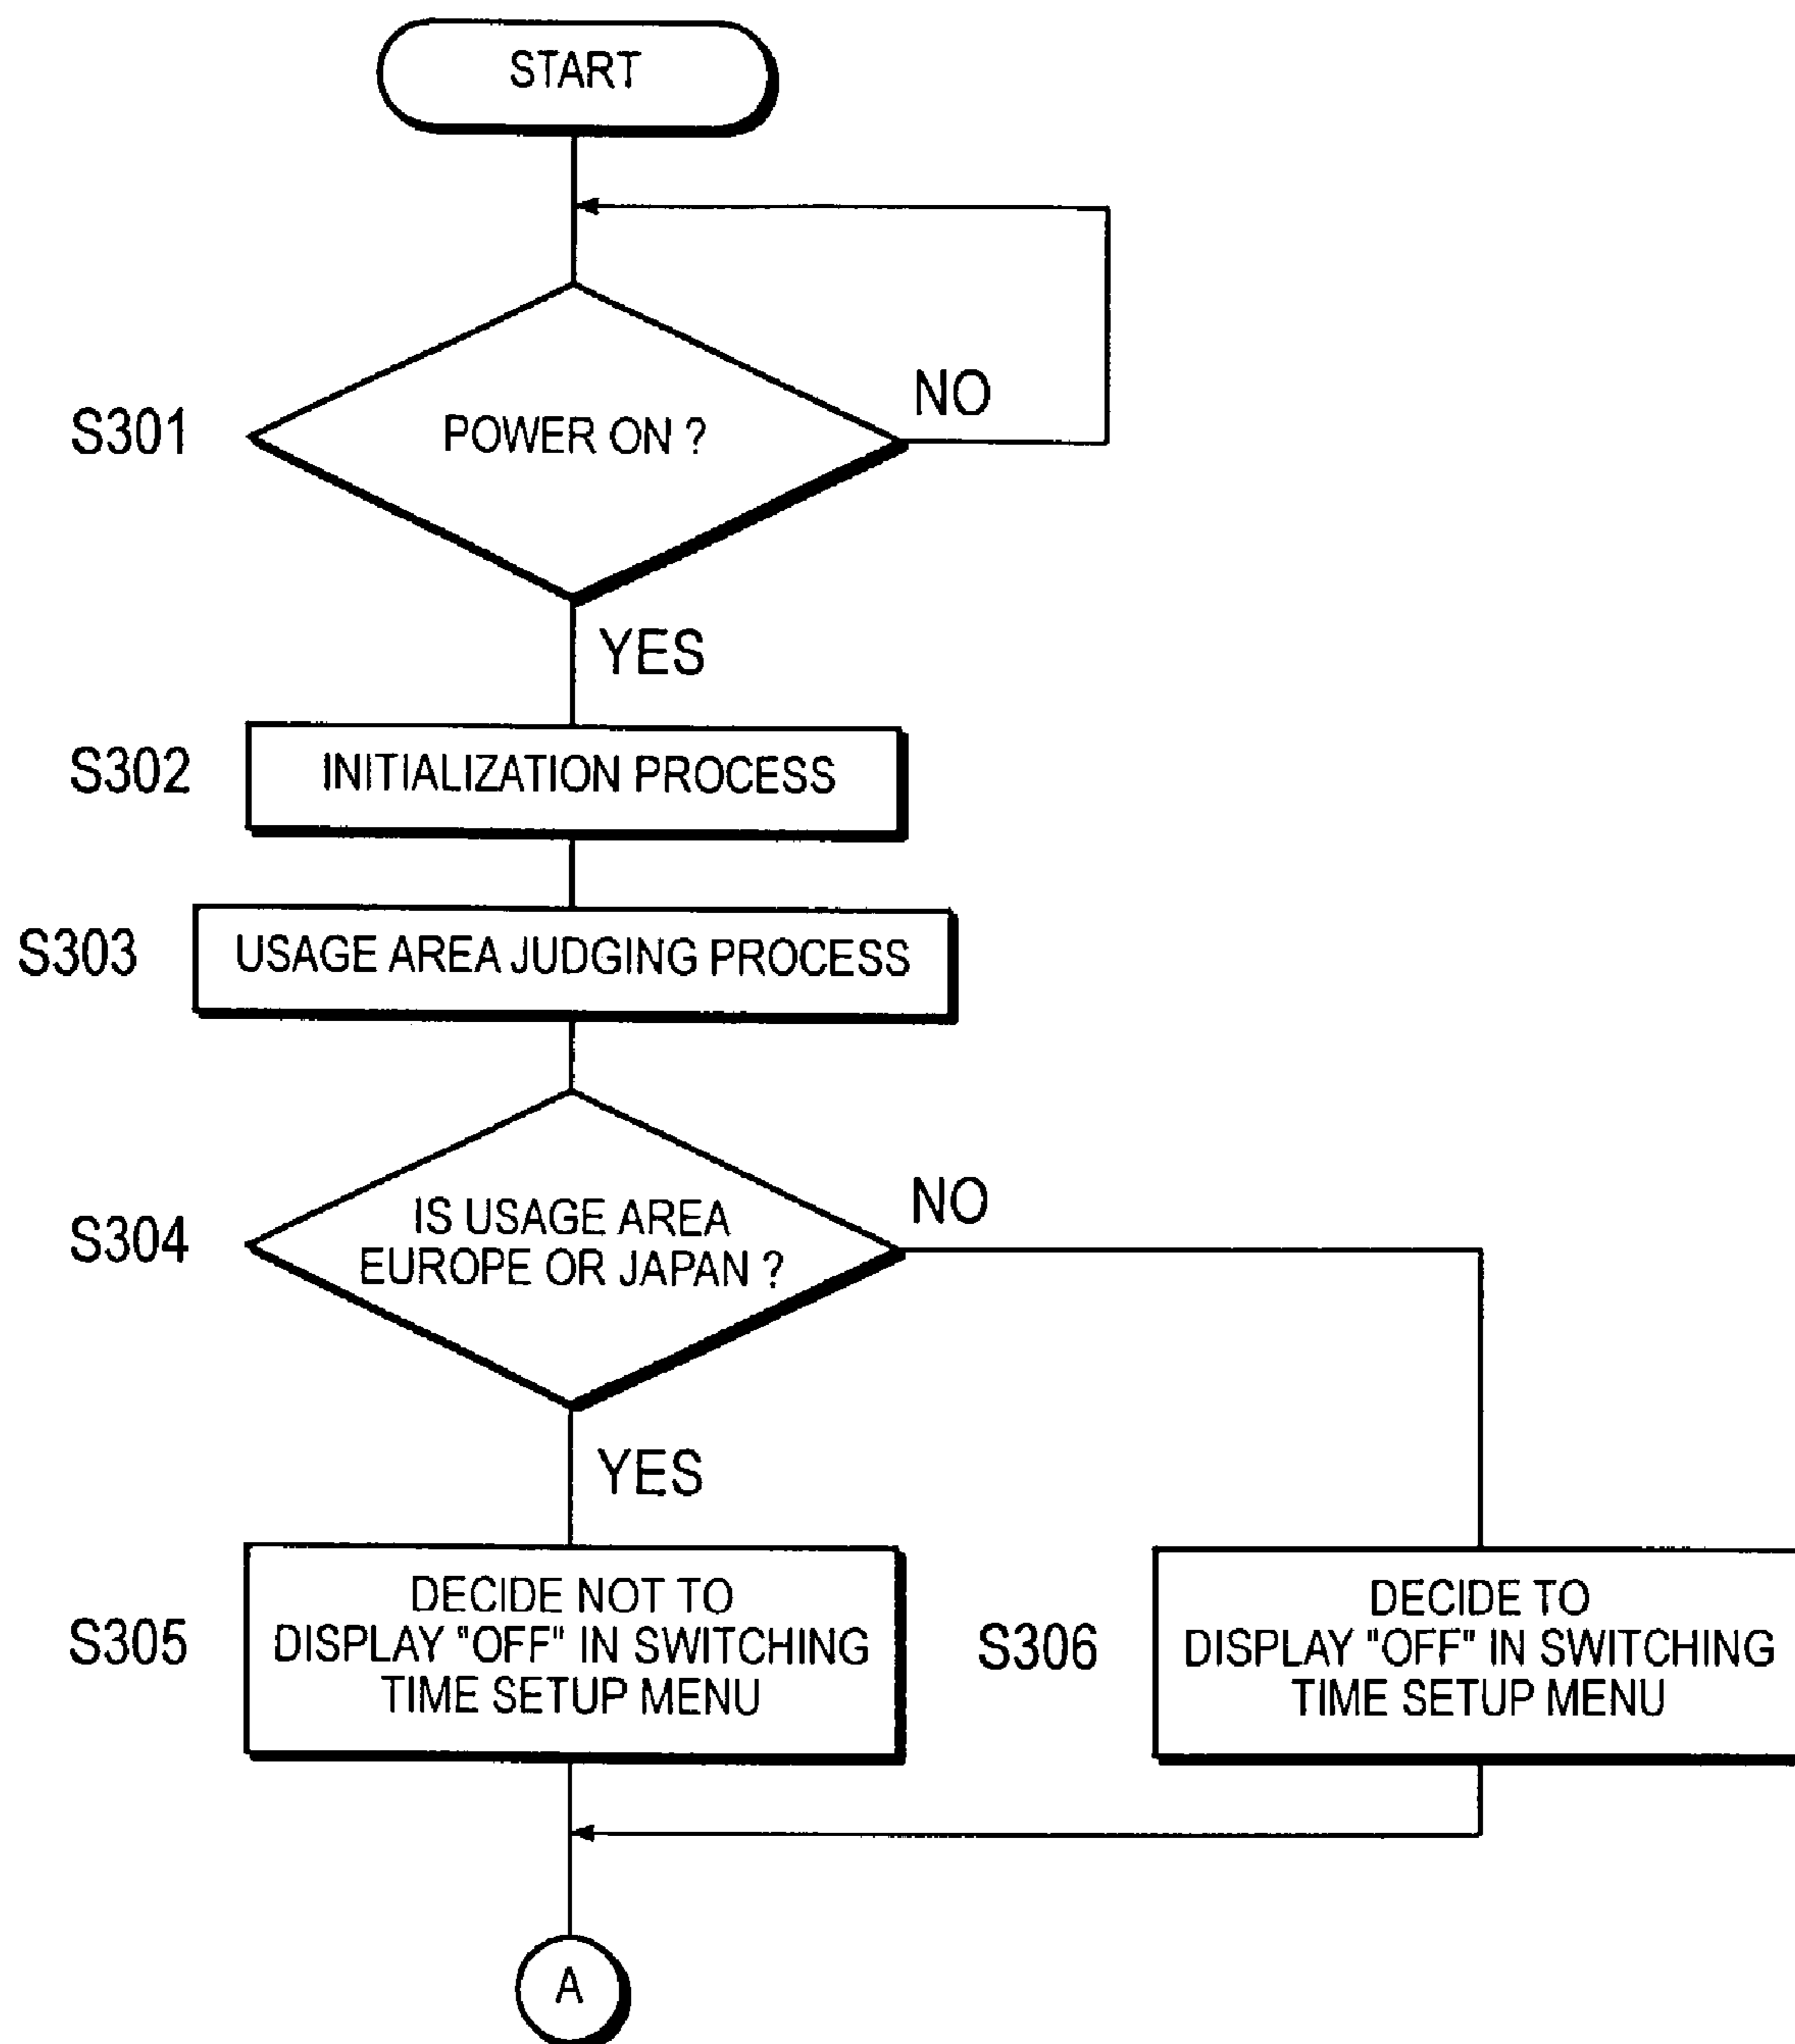 START
S301
POWER ON ?
NO
YES
S302
INITIALIZATION PROCESS
S303
USAGE AREA JUDGING PROCESS
S304
IS USAGE AREA
EUROPE OR JAPAN ?
NO
YES
S305
DECIDE NOT TO
DISPLAY "OFF" IN SWITCHING
TIME SETUP MENU
S306
DECIDE TO
DISPLAY "OFF" IN SWITCHING
TIME SETUP MENU
A